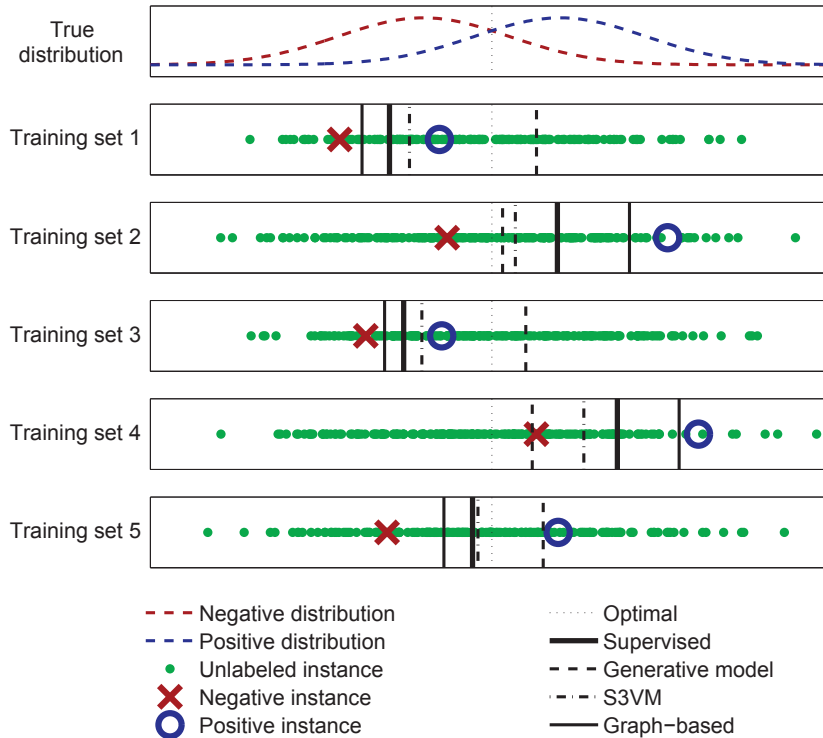 True
distribution
Training set 1
Training set 2
Training set 3
Training set 4
Training set 5
Negative distribution
Positive distribution
Unlabeled instance
Negative instance
Positive instance
Optimal
Supervised
Generative model
S3VM
Graph−based